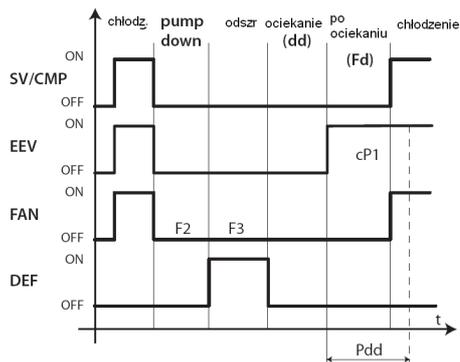 chłodz. pump down odszr ociekanie (dd) po ociekaniu (Fd) chłodzenie
ON
SV/CMP
OFF
ON
EEV
cP1
OFF
ON
FAN
F2 F3
OFF
ON
DEF
OFF
t
Pdd